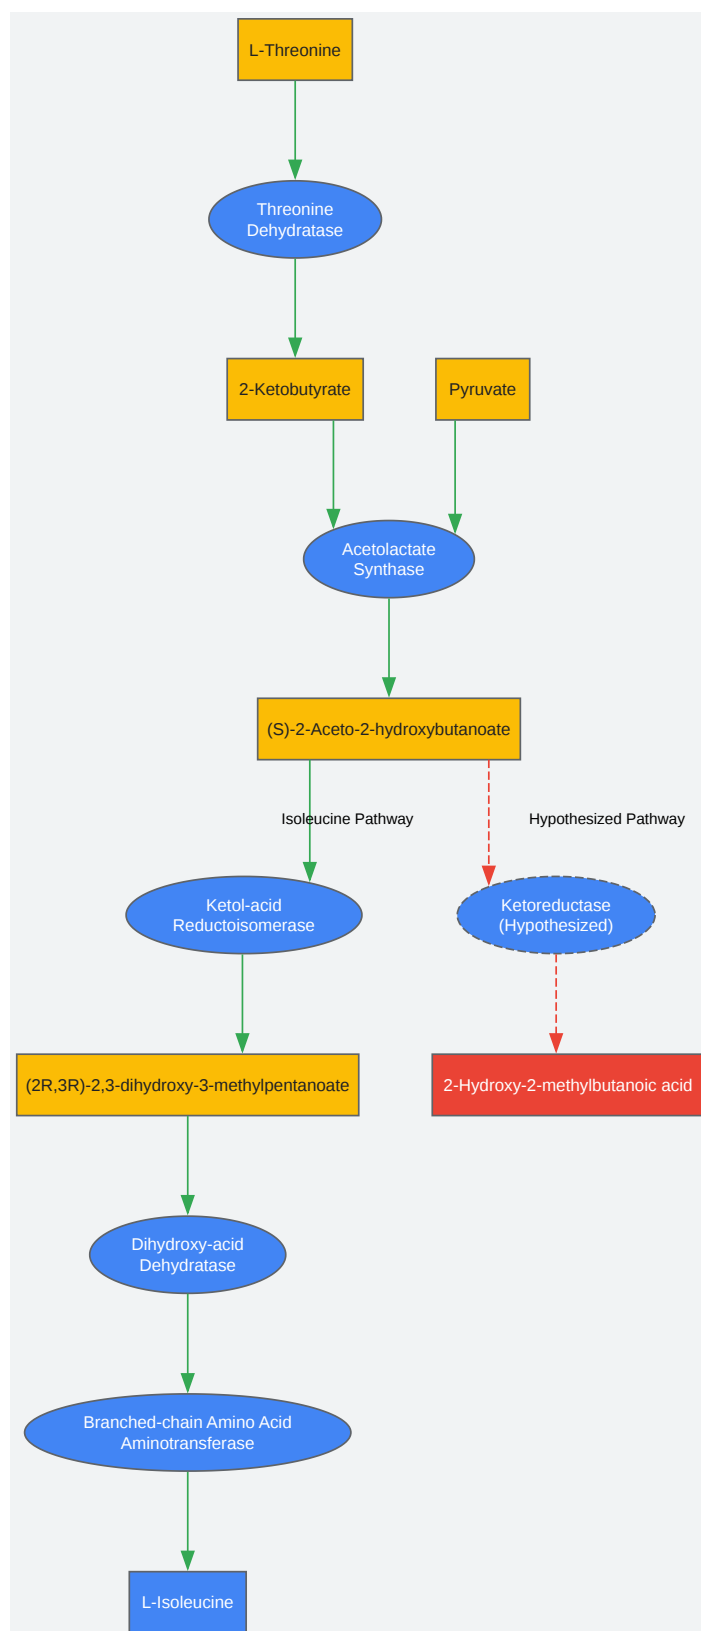 L-Threonine
Threonine
Dehydratase
2-Ketobutyrate
Pyruvate
Acetolactate
Synthase
(S)-2-Aceto-2-hydroxybutanoate
Isoleucine Pathway
Hypothesized Pathway
Ketol-acid
Reductoisomerase
Ketoreductase
(Hypothesized)
(2R,3R)-2,3-dihydroxy-3-methylpentanoate
2-Hydroxy-2-methylbutanoic acid
Dihydroxy-acid
Dehydratase
Branched-chain Amino Acid
Aminotransferase
L-Isoleucine